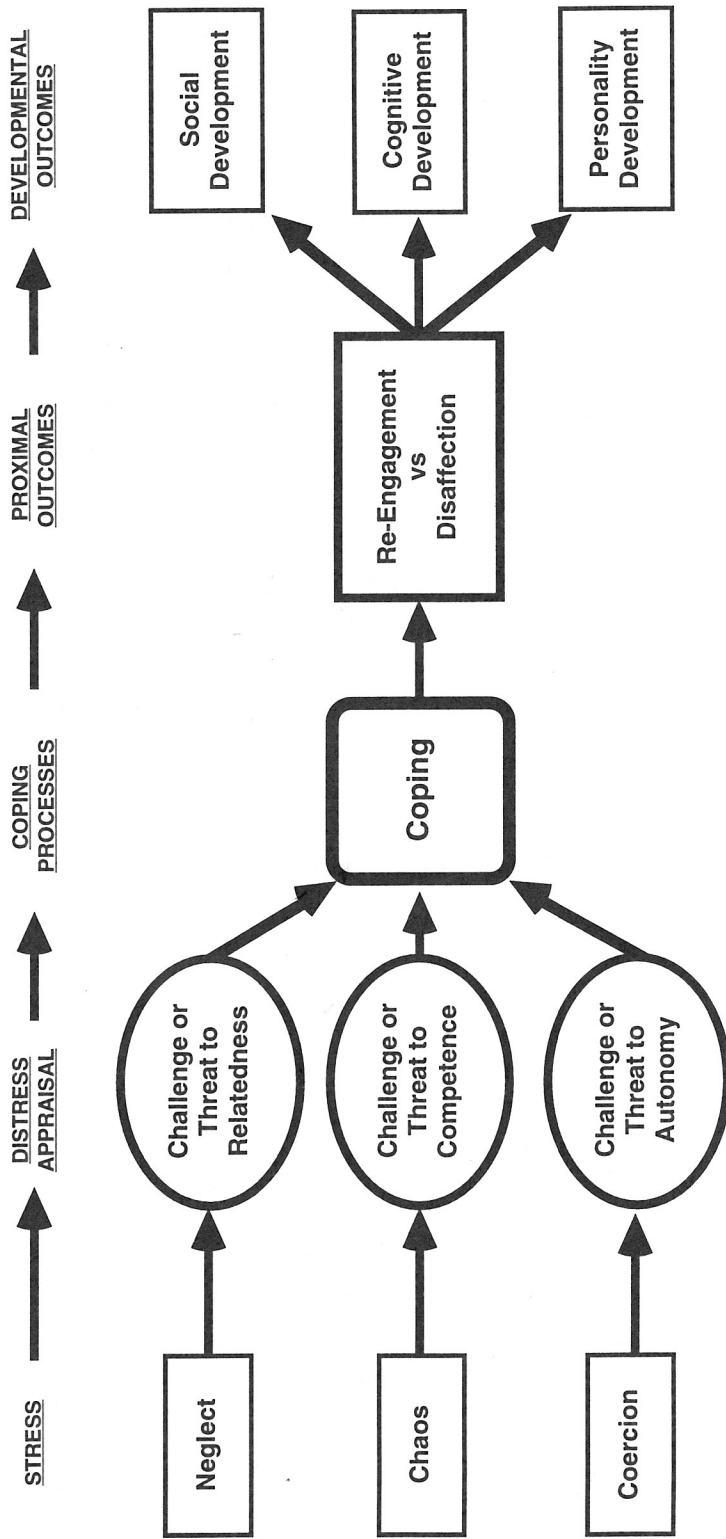 STRESS
DISTRESS
APPRAISAL
COPING
PROCESSES
PROXIMAL
OUTCOMES
DEVELOPMENTAL
OUTCOMES
Neglect
Challenge or
Threat to
Relatedness
Social
Development
Chaos
Challenge or
Threat to
Competence
Coping
Re-Engagement
vs
Disaffection
Cognitive
Development
Coercion
Challenge or
Threat to
Autonomy
Personality
Development